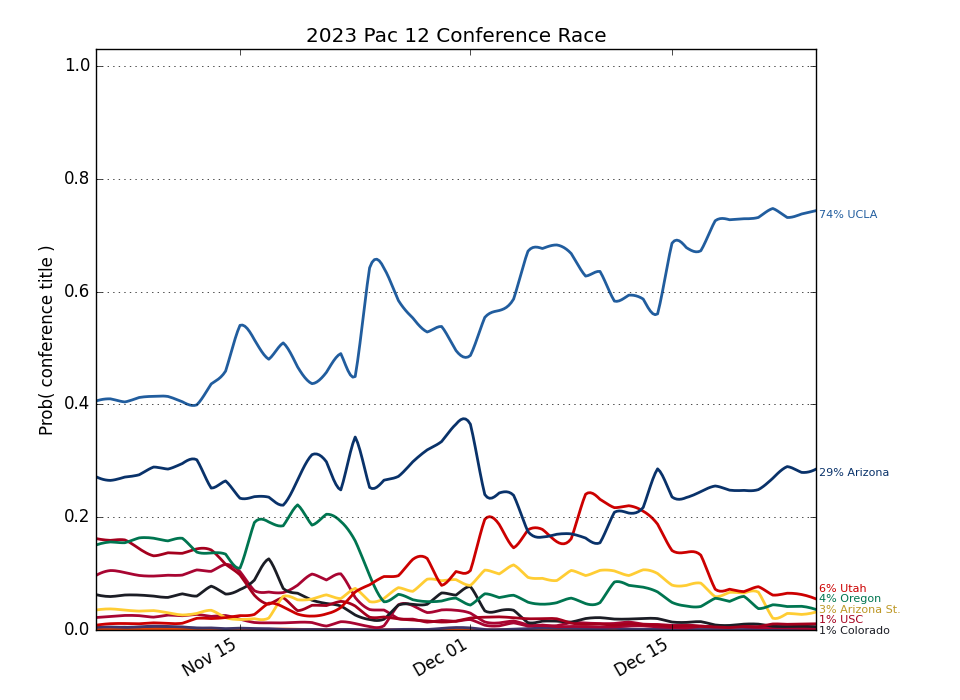 2023 Pac 12 Conference Race
Prob( conference title )
1.0
0.8
0.6
0.4
0.2
0.0
Nov 15
Dec 01
Dec 15
74% UCLA
29% Arizona
6% Utah
4% Oregon
3% Arizona St.
1% USC
1% Colorado